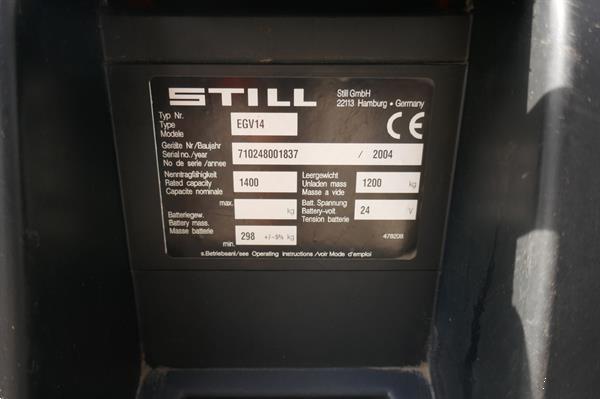 STILL
Still GmbH
22113 Hamburg • Germany
Typ Nr.
Type
Modele
EGV14
CE
Geräte Nr/Baujahr
Serial no./year
No de serie/annee
710248001837 / 2004
Nenntragfähigkeit
Rated capacity
Capacite nominale
1400
Leergewicht
Unladen mass
Masse a vide
1200 kg
max. kg
Batteriegew.
Battery mass.
Masse batterie
min. 298 +/-5% kg
Batt. Spannung
Battery-volt
Tension batterie
24 V
478208
s.Betriebsanl/see Operating Instructions /voir Mode d'emploi